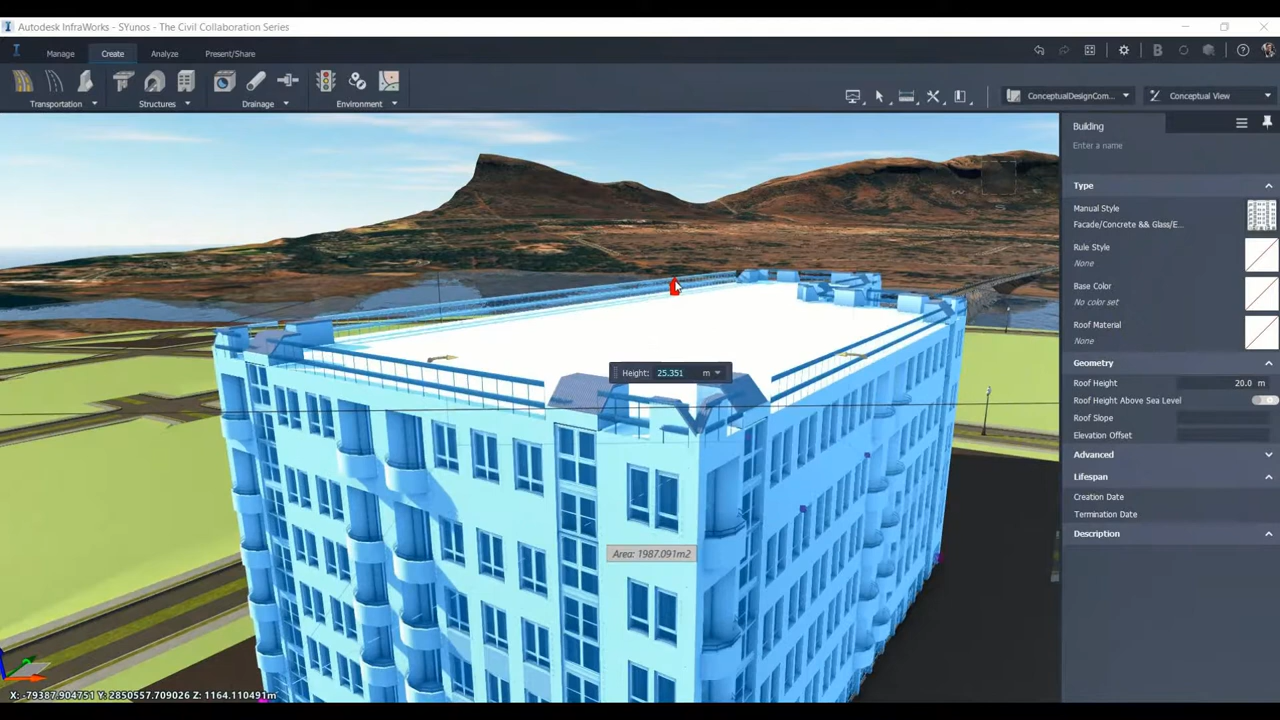 Autodesk InfraWorks - SYunos - The Civil Collaboration Series
Manage
Create
Analyze
Present/Share
Transportation
Structures
Drainage
Environment
ConceptualDesignCom...
Conceptual View
Building
Enter a name
Type
Manual Style
Facade/Concrete && Glass/E...
Rule Style
None
Base Color
No color set
Roof Material
None
Geometry
Roof Height
20.0 m
Roof Height Above Sea Level
Roof Slope
Elevation Offset
Advanced
Lifespan
Creation Date
Termination Date
Description
Height: 25.351 m
Area: 1987.091m2
X: -79387.904751 Y: 2850557.709026 Z: 1164.110491m